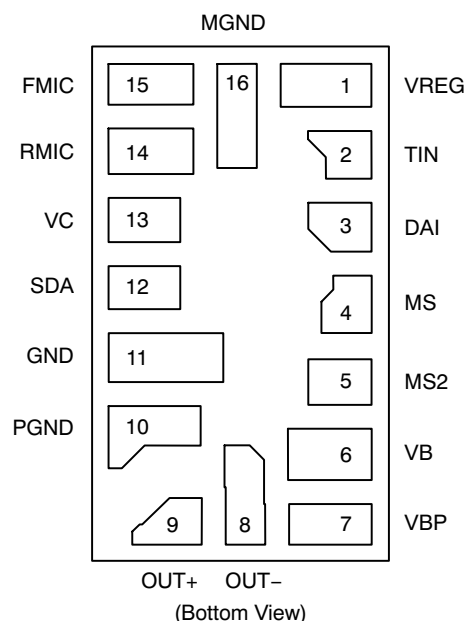 MGND
FMIC 15 16 1 VREG
RMIC 14 2 TIN
VC 13 3 DAI
SDA 12 4 MS
GND 11 5 MS2
PGND 10 6 VB
9 8 7 VBP
OUT+ OUT−
(Bottom View)